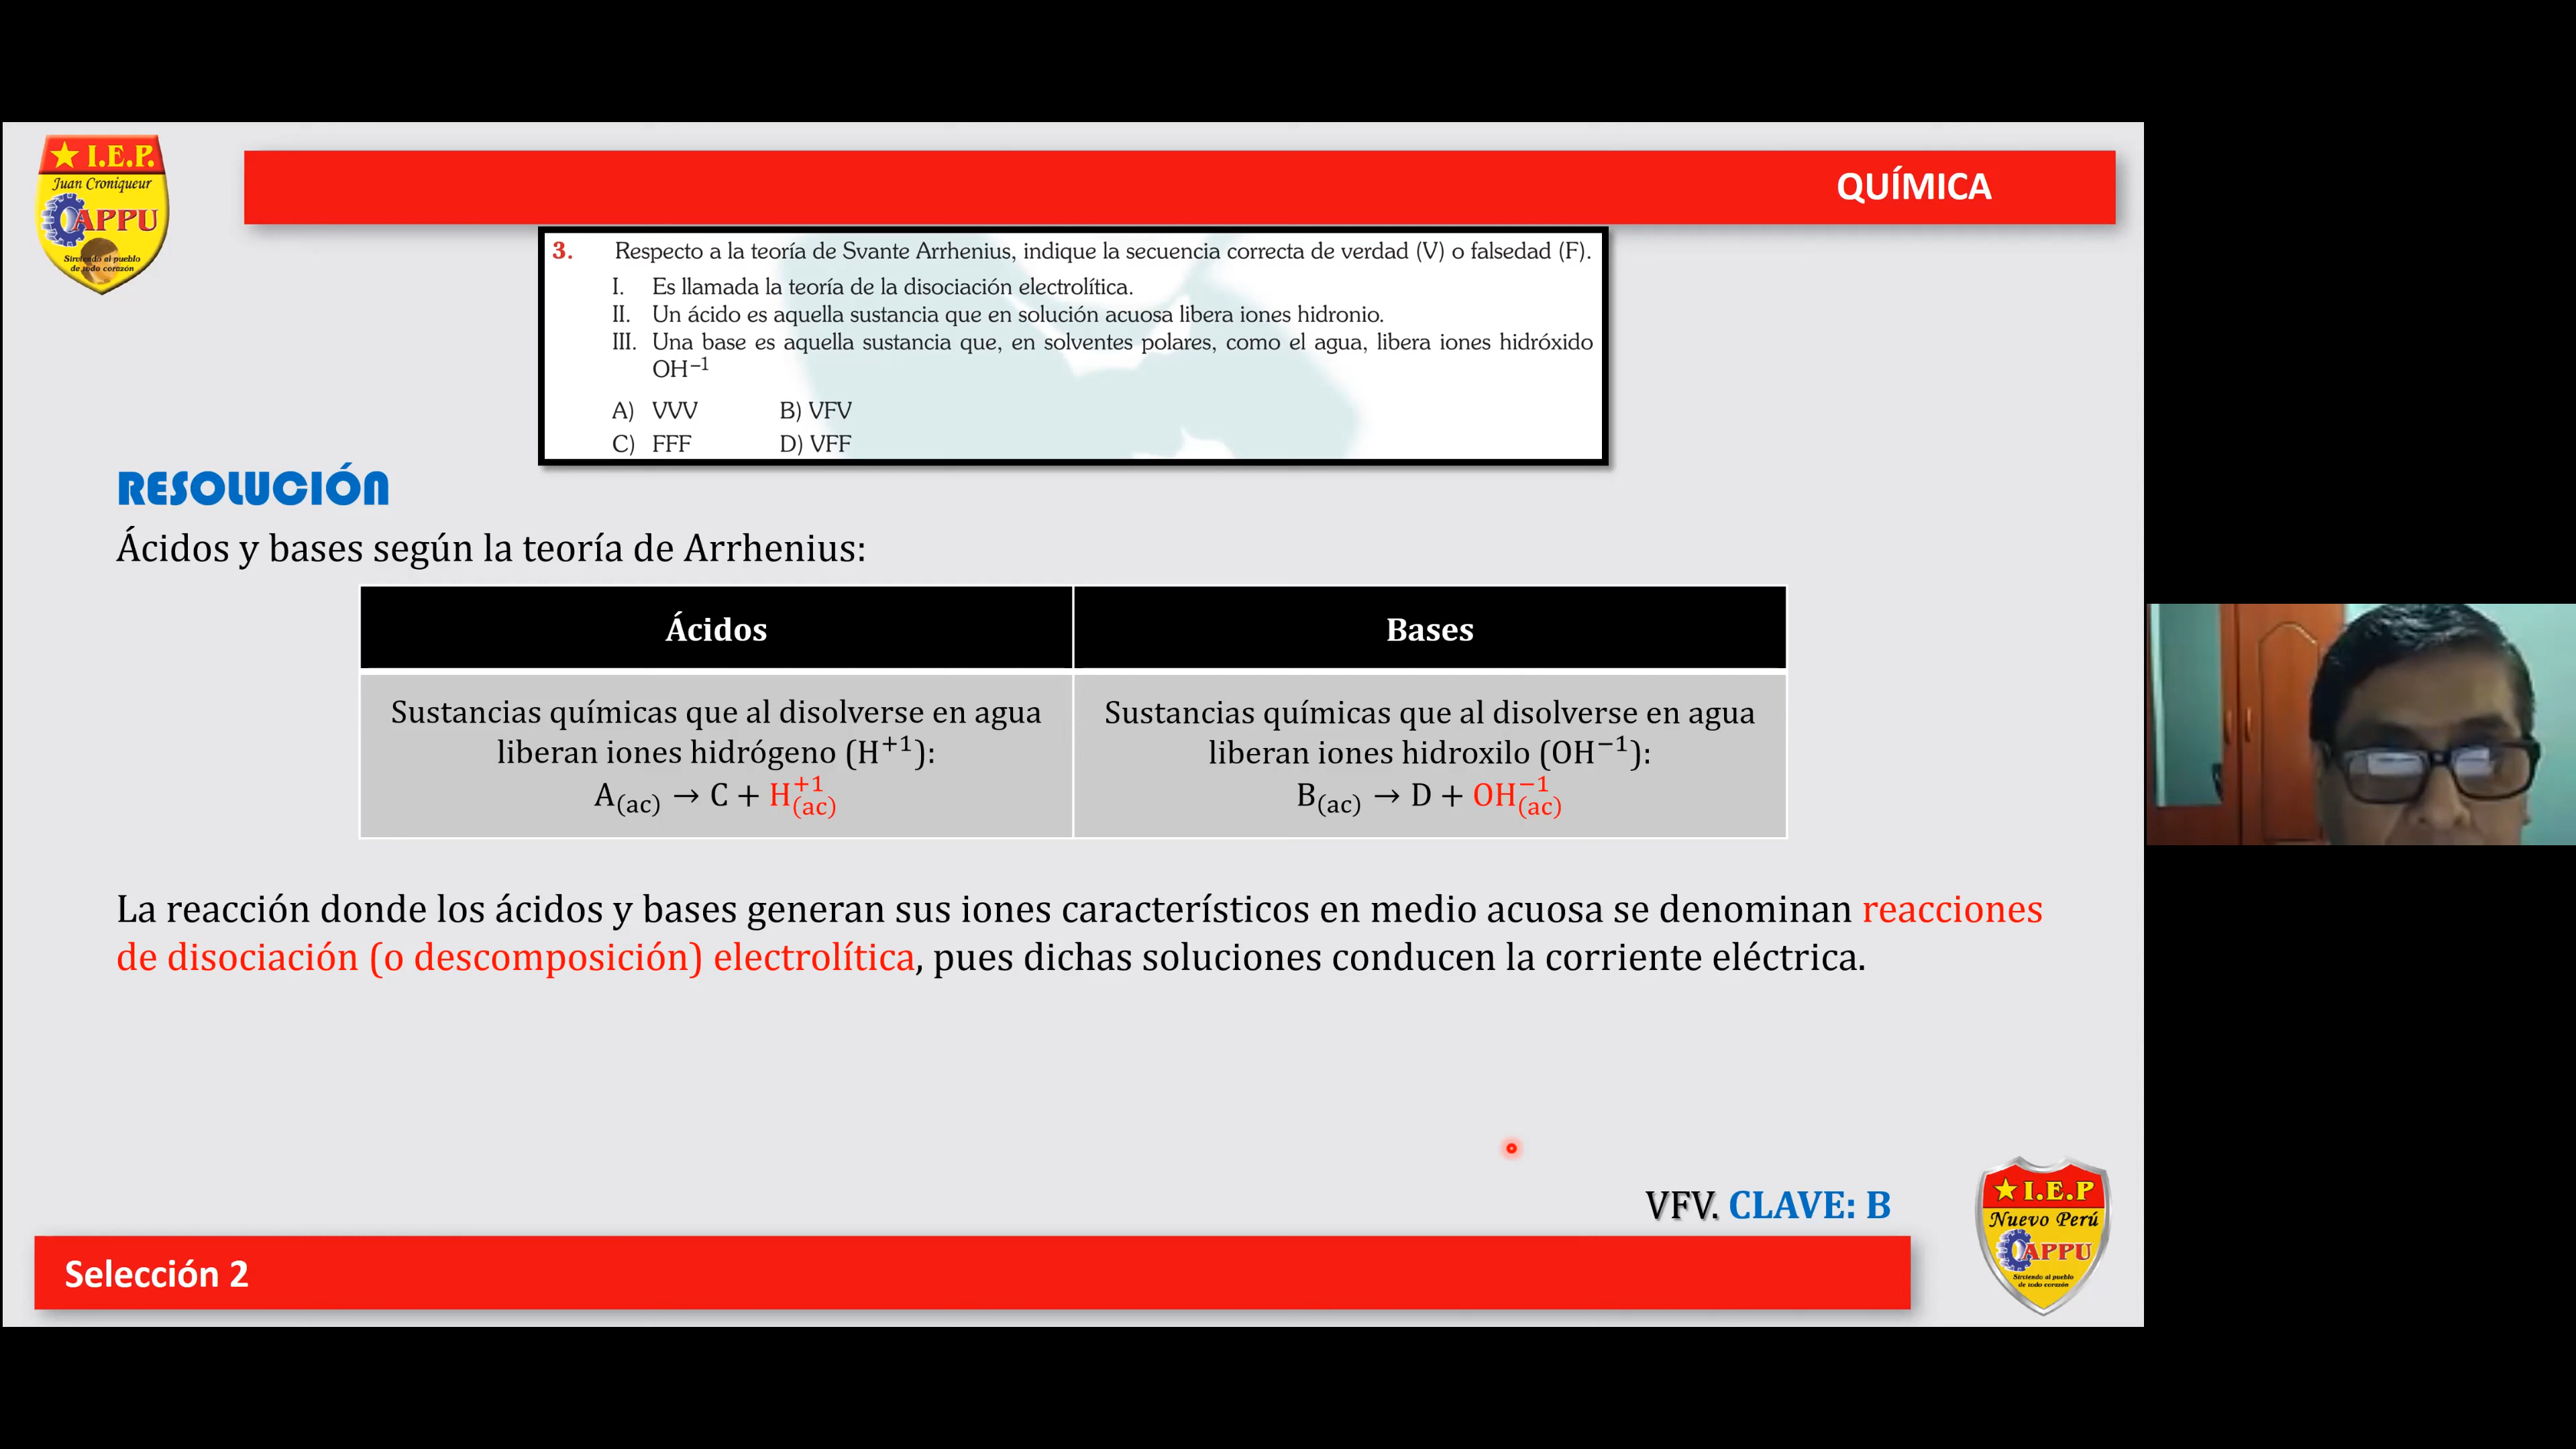 I.E.P.
Juan Croniqueur
CAPPU
Sirviendo al pueblo
de todo corazón
QUÍMICA
3. Respecto a la teoría de Svante Arrhenius, indique la secuencia correcta de verdad (V) o falsedad (F).
I. Es llamada la teoría de la disociación electrolítica.
II. Un ácido es aquella sustancia que en solución acuosa libera iones hidronio.
III. Una base es aquella sustancia que, en solventes polares, como el agua, libera iones hidróxido
OH⁻¹
A) VVV B) VFV
C) FFF D) VFF
RESOLUCIÓN
Ácidos y bases según la teoría de Arrhenius:
Ácidos Bases
Sustancias químicas que al disolverse en agua
liberan iones hidrógeno (H⁺¹):
A(ac) → C + H⁺¹(ac)
Sustancias químicas que al disolverse en agua
liberan iones hidroxilo (OH⁻¹):
B(ac) → D + OH⁻¹(ac)
La reacción donde los ácidos y bases generan sus iones característicos en medio acuosa se denominan reacciones
de disociación (o descomposición) electrolítica, pues dichas soluciones conducen la corriente eléctrica.
VFV. CLAVE: B
Selección 2
I.E.P
Nuevo Perú
CAPPU
Sirviendo al pueblo
de todo corazón